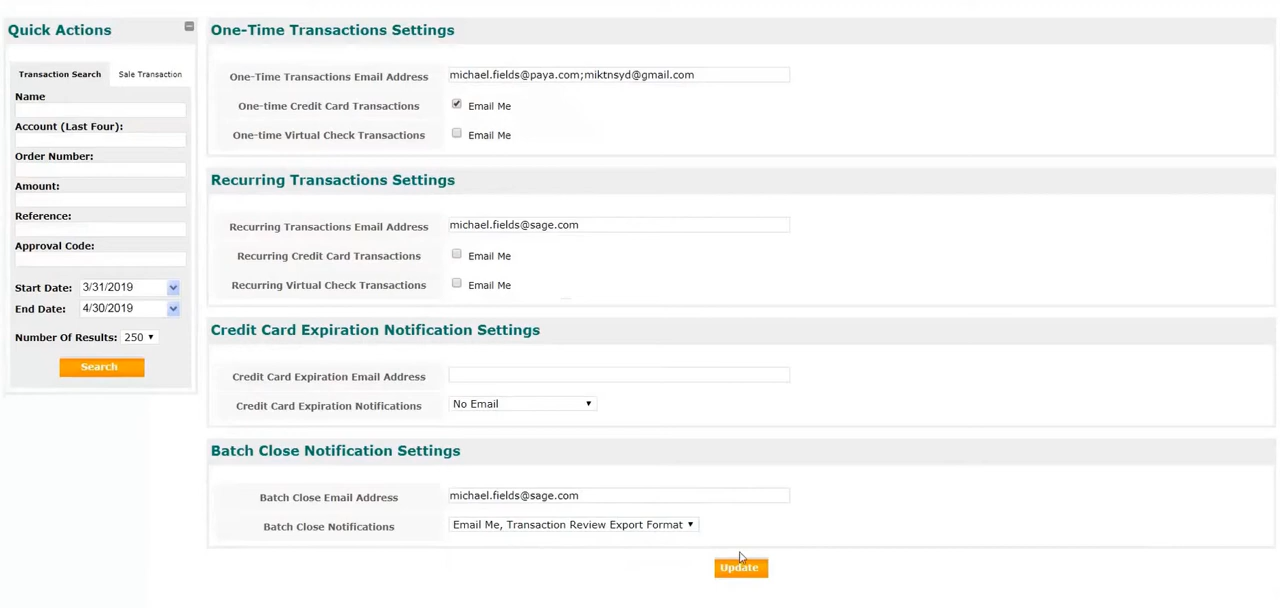 Quick Actions
Transaction Search
Sale Transaction
Name
Account (Last Four):
Order Number:
Amount:
Reference:
Approval Code:
Start Date: 3/31/2019
End Date: 4/30/2019
Number Of Results: 250
Search
One-Time Transactions Settings
One-Time Transactions Email Address michael.fields@paya.com;miktnsyd@gmail.com
One-time Credit Card Transactions Email Me
One-time Virtual Check Transactions Email Me
Recurring Transactions Settings
Recurring Transactions Email Address michael.fields@sage.com
Recurring Credit Card Transactions Email Me
Recurring Virtual Check Transactions Email Me
Credit Card Expiration Notification Settings
Credit Card Expiration Email Address
Credit Card Expiration Notifications No Email
Batch Close Notification Settings
Batch Close Email Address michael.fields@sage.com
Batch Close Notifications Email Me, Transaction Review Export Format
Update